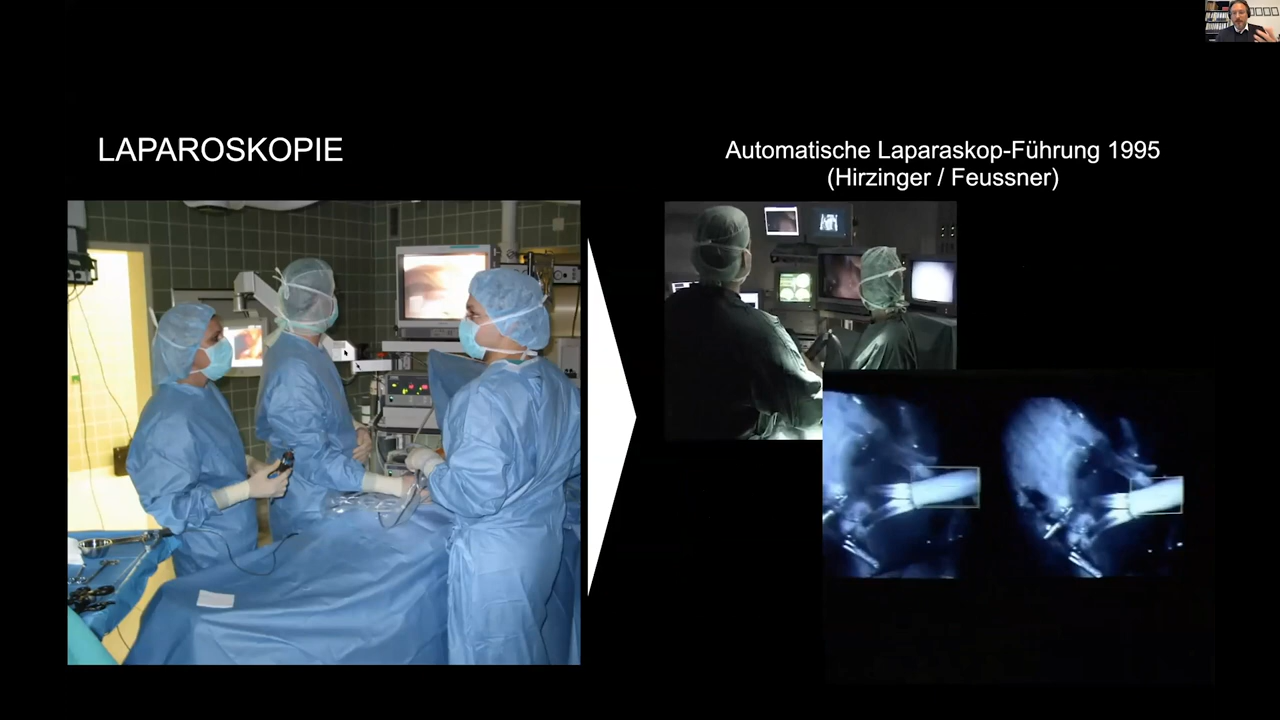 LAPAROSKOPIE
Automatische Laparaskop-Führung 1995
(Hirzinger / Feussner)